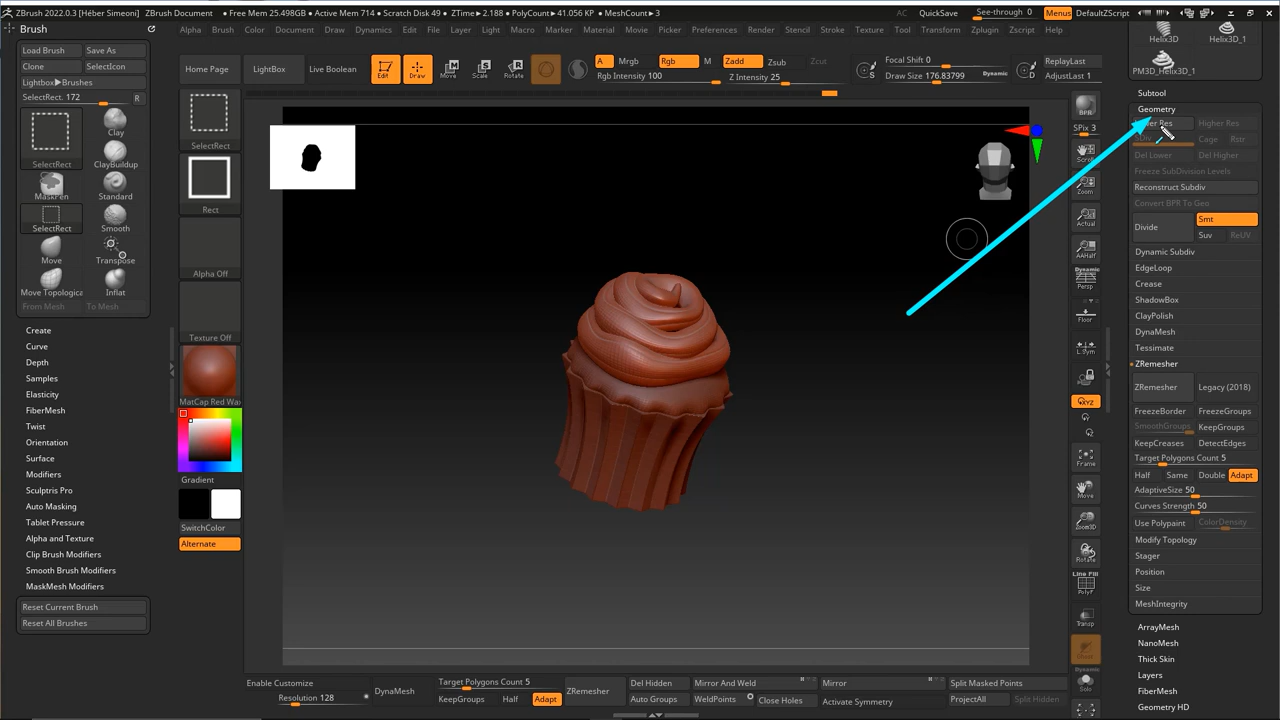 ZBrush 2022.0.3 [Héber Simeoni] ZBrush Document • Free Mem 25.498GB • Active Mem 714 • Scratch Disk 49 • ZTime▸2.188 • PolyCount▸41.056 KP • MeshCount▸3 AC QuickSave See-through 0 Menus DefaultZScript
Brush
Alpha Brush Color Document Draw Dynamics Edit File Layer Light Macro Marker Material Movie Picker Preferences Render Stencil Stroke Texture Tool Transform Zplugin Zscript Help
Load Brush Save As
Clone SelectIcon
Lightbox▸Brushes
SelectRect. 172 R
SelectRect
Clay
ClayBuildup
MaskPen Standard
SelectRect Smooth
Move Transpose
Move Topologica Inflat
From Mesh To Mesh
Create
Curve
Depth
Samples
Elasticity
FiberMesh
Twist
Orientation
Surface
Modifiers
Sculptris Pro
Auto Masking
Tablet Pressure
Alpha and Texture
Clip Brush Modifiers
Smooth Brush Modifiers
MaskMesh Modifiers
Reset Current Brush
Reset All Brushes
Home Page LightBox Live Boolean
Edit Draw Move Scale Rotate
A Mrgb Rgb M Zadd Zsub Zcut
Rgb Intensity 100 Z Intensity 25
S Focal Shift 0
Draw Size 176.83799 Dynamic
D ReplayLast
AdjustLast 1
SelectRect
Rect
Alpha Off
Texture Off
MatCap Red Wax
Gradient
SwitchColor
Alternate
BPR
SPix 3
Scroll
Zoom
Actual
AAHalf
Dynamic
Persp
Floor
L.Sym
XYZ
Frame
Move
Zoom3D
Rotate
Line Fill
PolyF
Transp
Dynamic
Solo
Helix3D Helix3D_1
PM3D_Helix3D_1
Subtool
Geometry
Res Higher Res
SDiv Cage Rstr
Del Lower Del Higher
Freeze SubDivision Levels
Reconstruct Subdiv
Convert BPR To Geo
Divide Smt
Suv ReUV
Dynamic Subdiv
EdgeLoop
Crease
ShadowBox
ClayPolish
DynaMesh
Tessimate
ZRemesher
ZRemesher Legacy (2018)
FreezeBorder FreezeGroups
SmoothGroups KeepGroups
KeepCreases DetectEdges
Target Polygons Count 5
Half Same Double Adapt
AdaptiveSize 50
Curves Strength 50
Use Polypaint ColorDensity
Modify Topology
Stager
Position
Size
MeshIntegrity
ArrayMesh
NanoMesh
Thick Skin
Layers
FiberMesh
Geometry HD
Enable Customize
Resolution 128
DynaMesh
Target Polygons Count 5
KeepGroups Half Adapt
ZRemesher
Del Hidden Mirror And Weld Mirror Split Masked Points
Auto Groups WeldPoints Close Holes Activate Symmetry ProjectAll Split Hidden